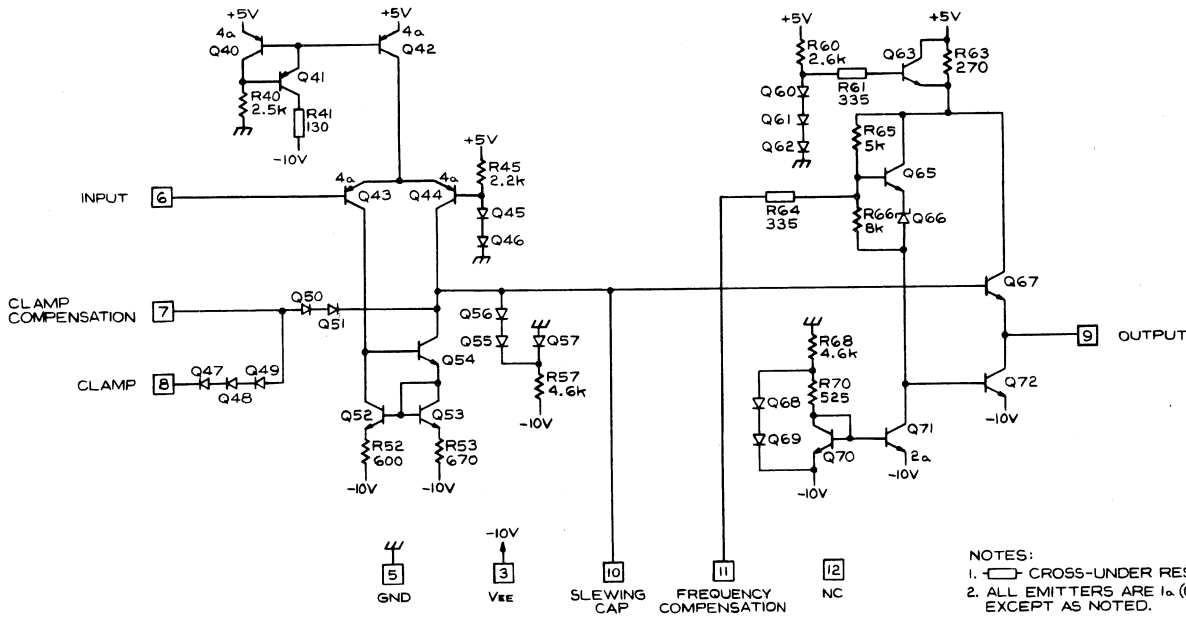 +5V
4a
Q40
+5V
4a
Q42
Q41
R40
2.5k
R41
130
-10V
+5V
R60
2.6k
+5V
Q63
R63
270
Q60
R61
335
Q61
Q62
R65
5k
Q65
+5V
R45
2.2k
INPUT
6
4a
Q43
4a
Q44
Q45
Q46
R64
335
R66
8k
Q66
CLAMP
COMPENSATION
7
Q50
Q51
Q67
Q56
Q55
Q57
CLAMP
8
Q47
Q48
Q49
Q54
R57
4.6k
-10V
9
OUTPUT
R68
4.6k
R70
525
Q72
-10V
Q52
Q53
R52
600
R53
670
-10V
-10V
Q68
Q69
Q70
-10V
Q71
2a
-10V
5
GND
-10V
3
VEE
10
SLEWING
CAP
11
FREQUENCY
COMPENSATION
12
NC
NOTES:
1. CROSS-UNDER RES
2. ALL EMITTERS ARE 1a (
EXCEPT AS NOTED.